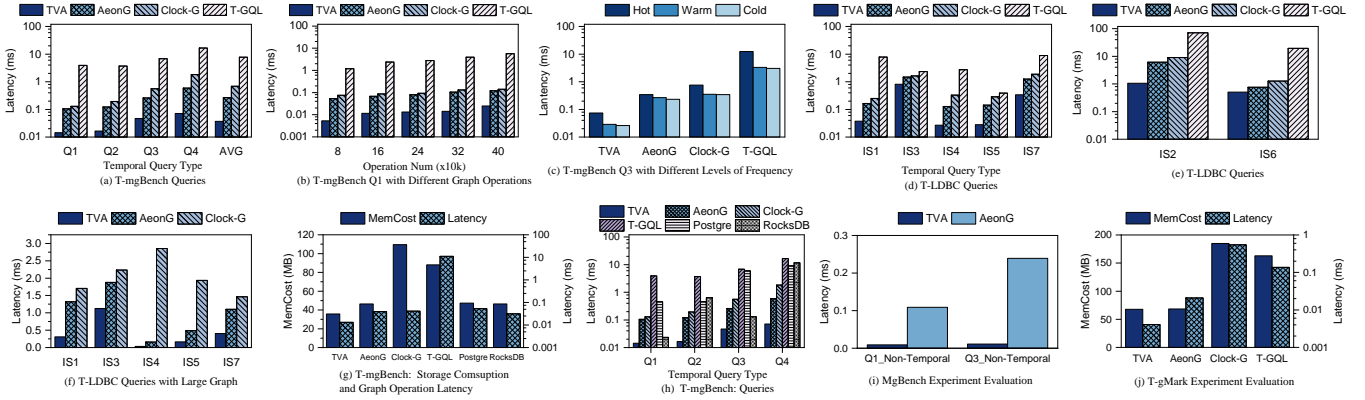 TVA AeonG Clock-G T-GQL
Latency (ms)
100
10
1
0.1
0.01
Q1 Q2 Q3 Q4 AVG
Temporal Query Type
(a) T-mgBench Queries
TVA AeonG Clock-G T-GQL
Latency (ms)
100
10
1
0.1
0.01
0.001
8 16 24 32 40
Operation Num (x10k)
(b) T-mgBench Q1 with Different Graph Operations
Hot Warm Cold
Latency (ms)
100
10
1
0.1
0.01
TVA AeonG Clock-G T-GQL
(c) T-mgBench Q3 with Different Levels of Frequency
TVA AeonG Clock-G T-GQL
Latency (ms)
100
10
1
0.1
0.01
IS1 IS3 IS4 IS5 IS7
Temporal Query Type
(d) T-LDBC Queries
TVA AeonG Clock-G T-GQL
Latency (ms)
100
10
1
0.1
0.01
IS2 IS6
(e) T-LDBC Queries
TVA AeonG Clock-G
Latency (ms)
3.0
2.5
2.0
1.5
1.0
0.5
0.0
IS1 IS3 IS4 IS5 IS7
(f) T-LDBC Queries with Large Graph
MemCost Latency
MemCost (MB)
120
100
80
60
40
20
0
100
10
1
0.1
0.01
0.001
Latency (ms)
TVA AeonG Clock-G T-GQL Postgre RocksDB
(g) T-mgBench: Storage Comsuption
and Graph Operation Latency
TVA AeonG Clock-G
T-GQL Postgre RocksDB
Latency (ms)
100
10
1
0.1
0.01
Q1 Q2 Q3 Q4
Temporal Query Type
(h) T-mgBench: Queries
TVA AeonG
Latency (ms)
0.3
0.2
0.1
0.0
Q1_Non-Temporal Q3_Non-Temporal
(i) MgBench Experiment Evaluation
MemCost Latency
MemCost (MB)
200
150
100
50
0
1
0.1
0.01
0.001
Latency (ms)
TVA AeonG Clock-G T-GQL
(j) T-gMark Experiment Evaluation